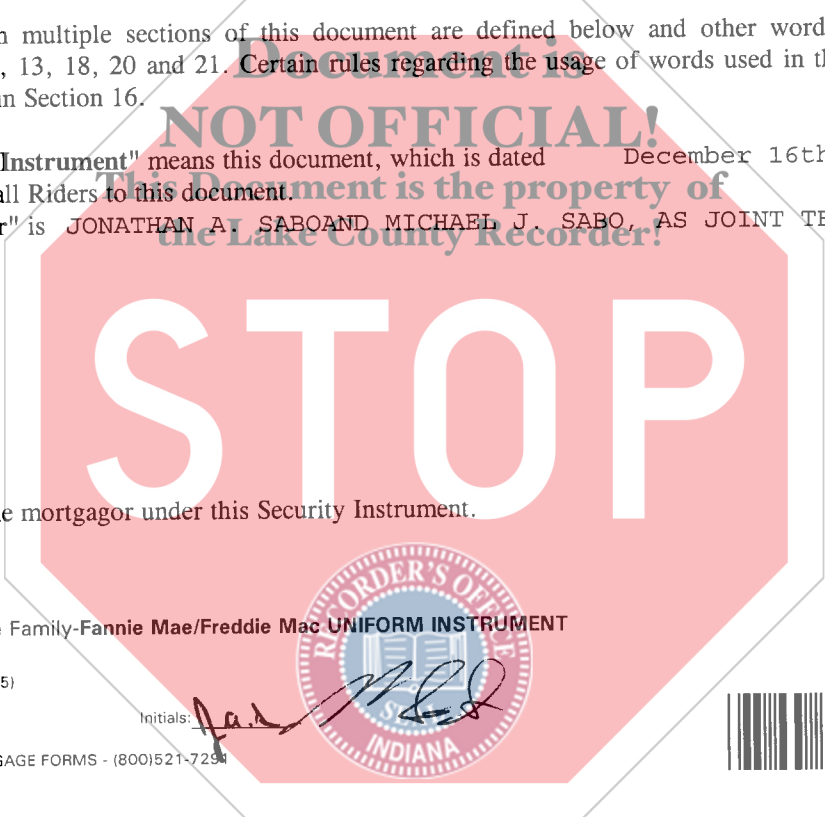 n multiple sections of this document are defined below and other word
, 13, 18, 20 and 21. Certain rules regarding the usage of words used in th
in Section 16.
Document is
NOT OFFICIAL!
This Document is the property of
the Lake County Recorder!
Instrument" means this document, which is dated December 16th
all Riders to this document.
r" is JONATHAN A. SABOAND MICHAEL J. SABO, AS JOINT TE
STOP
e mortgagor under this Security Instrument.
RECORDER'S OFFICE
SEAL
INDIANA
e Family-Fannie Mae/Freddie Mac UNIFORM INSTRUMENT
5)
Initials:
GAGE FORMS - (800)521-7291